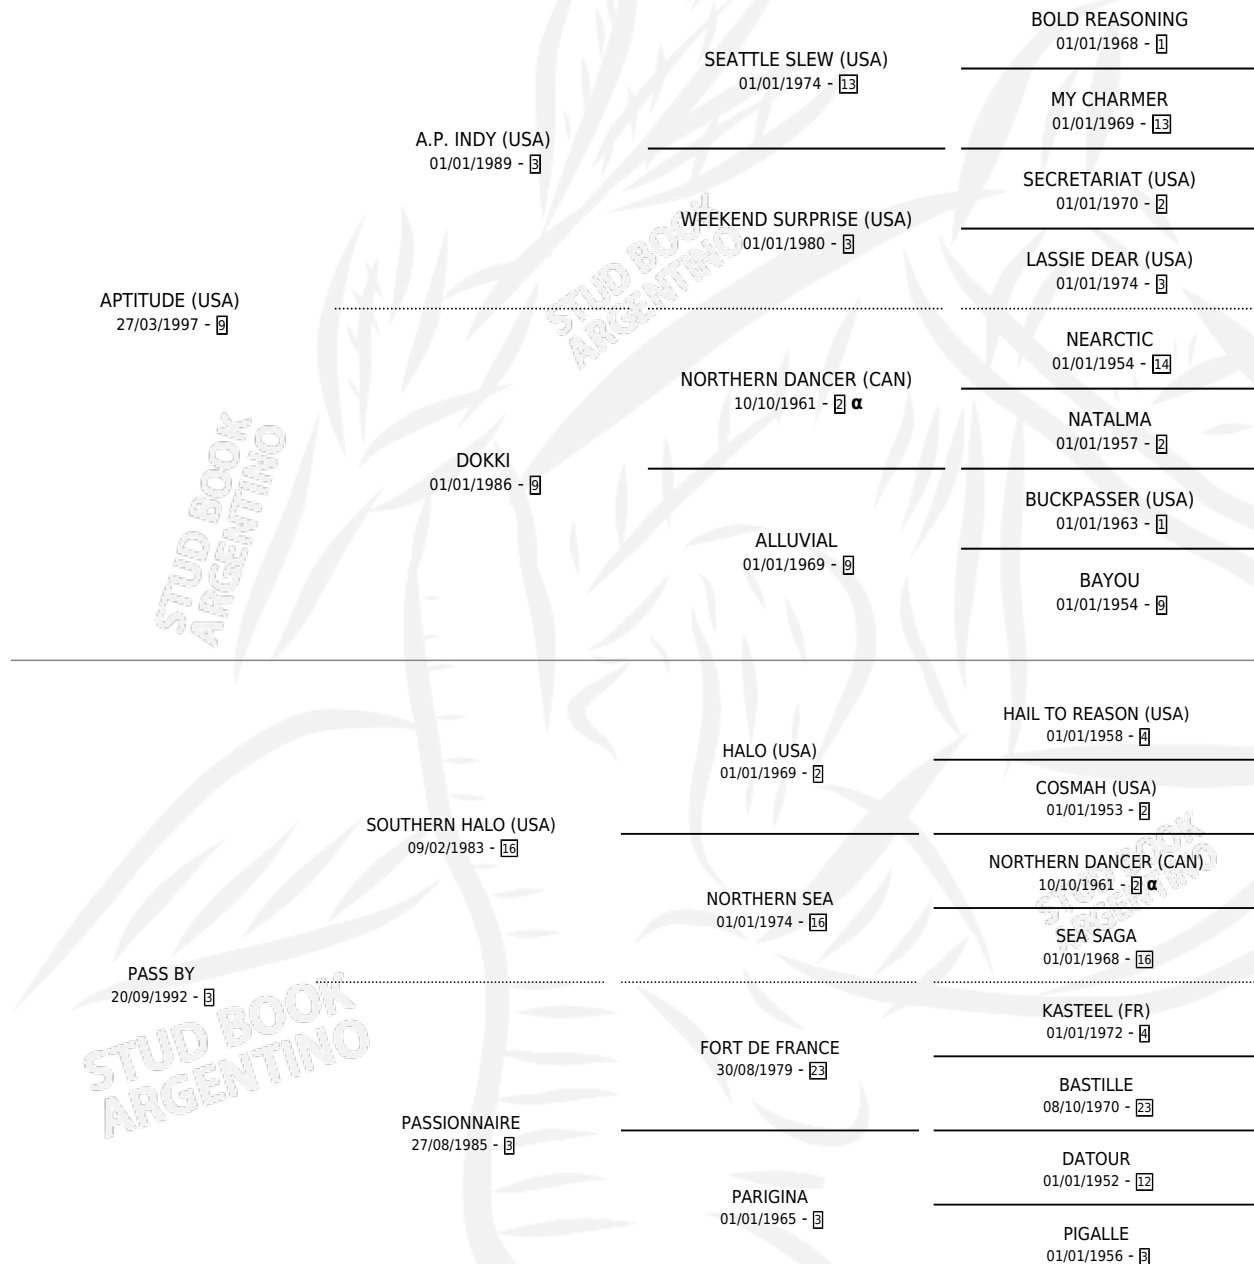 BOLD REASONING
01/01/1968 - 1
SEATTLE SLEW (USA)
01/01/1974 - 13
MY CHARMER
01/01/1969 - 13
A.P. INDY (USA)
01/01/1989 - 3
SECRETARIAT (USA)
01/01/1970 - 2
WEEKEND SURPRISE (USA)
01/01/1980 - 3
LASSIE DEAR (USA)
01/01/1974 - 3
APTITUDE (USA)
27/03/1997 - 9
NEARCTIC
01/01/1954 - 14
NORTHERN DANCER (CAN)
10/10/1961 - 2 α
NATALMA
01/01/1957 - 2
DOKKI
01/01/1986 - 9
BUCKPASSER (USA)
01/01/1963 - 1
ALLUVIAL
01/01/1969 - 9
BAYOU
01/01/1954 - 9
HAIL TO REASON (USA)
01/01/1958 - 4
HALO (USA)
01/01/1969 - 2
COSMAH (USA)
01/01/1953 - 2
SOUTHERN HALO (USA)
09/02/1983 - 16
NORTHERN DANCER (CAN)
10/10/1961 - 2 α
NORTHERN SEA
01/01/1974 - 16
SEA SAGA
01/01/1968 - 16
PASS BY
20/09/1992 - 3
KASTEEL (FR)
01/01/1972 - 4
FORT DE FRANCE
30/08/1979 - 23
BASTILLE
08/10/1970 - 23
PASSIONNAIRE
27/08/1985 - 3
DATOUR
01/01/1952 - 12
PARIGINA
01/01/1965 - 3
PIGALLE
01/01/1956 - 3
STUD BOOK
ARGENTINO
STUD BOOK
ARGENTINO
STUD BOOK
ARGENTINO
STUD BOOK
ARGENTINO